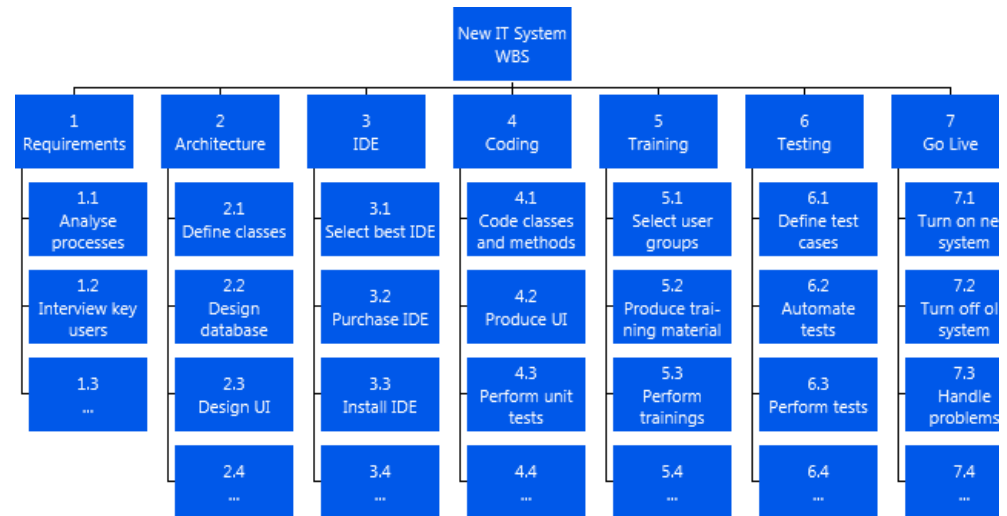 New IT System
WBS
1
Requirements
2
Architecture
3
IDE
4
Coding
5
Training
6
Testing
7
Go Live
1.1
Analyse
processes
2.1
Define classes
3.1
Select best IDE
4.1
Code classes
and methods
5.1
Select user
groups
6.1
Define test
cases
7.1
Turn on ne
system
1.2
Interview key
users
2.2
Design
database
3.2
Purchase IDE
4.2
Produce UI
5.2
Produce trai-
ning material
6.2
Automate
tests
7.2
Turn off ol
system
1.3
...
2.3
Design UI
3.3
Install IDE
4.3
Perform unit
tests
5.3
Perform
trainings
6.3
Perform tests
7.3
Handle
problems
2.4
...
3.4
...
4.4
...
5.4
...
6.4
...
7.4
...